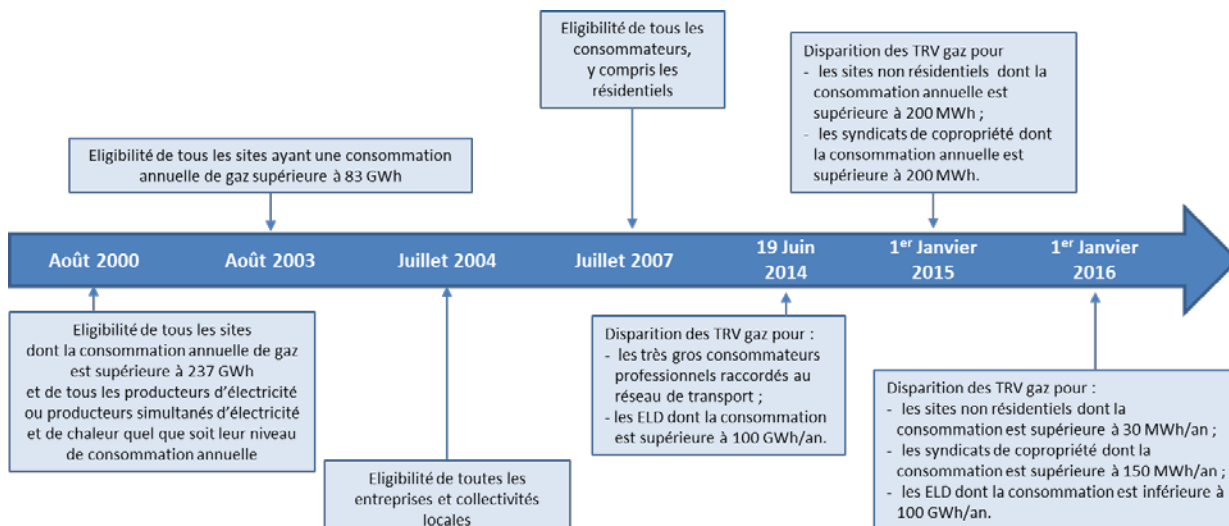 Eligibilité de tous les
consommateurs,
y compris les
résidentiels
Disparition des TRV gaz pour
- les sites non résidentiels dont la
consommation annuelle est
supérieure à 200 MWh ;
- les syndicats de copropriété dont
la consommation annuelle est
supérieure à 200 MWh.
Eligibilité de tous les sites ayant une consommation
annuelle de gaz supérieure à 83 GWh
Août 2000
Août 2003
Juillet 2004
Juillet 2007
19 Juin
2014
1er Janvier
2015
1er Janvier
2016
Eligibilité de tous les sites
dont la consommation annuelle de gaz
est supérieure à 237 GWh
et de tous les producteurs d'électricité
ou producteurs simultanés d'électricité
et de chaleur quel que soit leur niveau
de consommation annuelle
Eligibilité de toutes les
entreprises et collectivités
locales
Disparition des TRV gaz pour :
- les très gros consommateurs
professionnels raccordés au
réseau de transport ;
- les ELD dont la consommation
est supérieure à 100 GWh/an.
Disparition des TRV gaz pour :
- les sites non résidentiels dont la
consommation est supérieure à 30 MWh/an ;
- les syndicats de copropriété dont la
consommation est supérieure à 150 MWh/an ;
- les ELD dont la consommation est inférieure à
100 GWh/an.